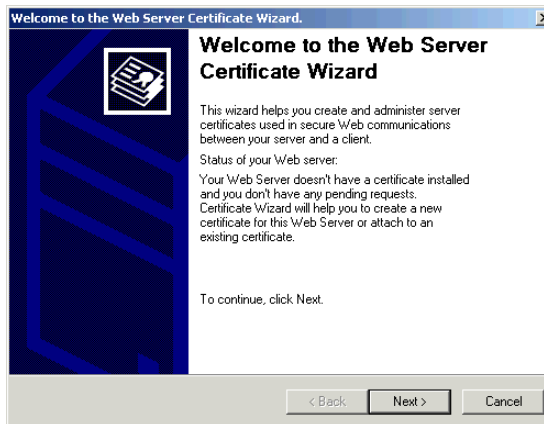 Welcome to the Web Server Certificate Wizard.
Welcome to the Web Server
Certificate Wizard
This wizard helps you create and administer server
certificates used in secure Web communications
between your server and a client.
Status of your Web server:
Your Web Server doesn't have a certificate installed
and you don't have any pending requests.
Certificate Wizard will help you to create a new
certificate for this Web Server or attach to an
existing certificate.
To continue, click Next.
< Back
Next >
Cancel